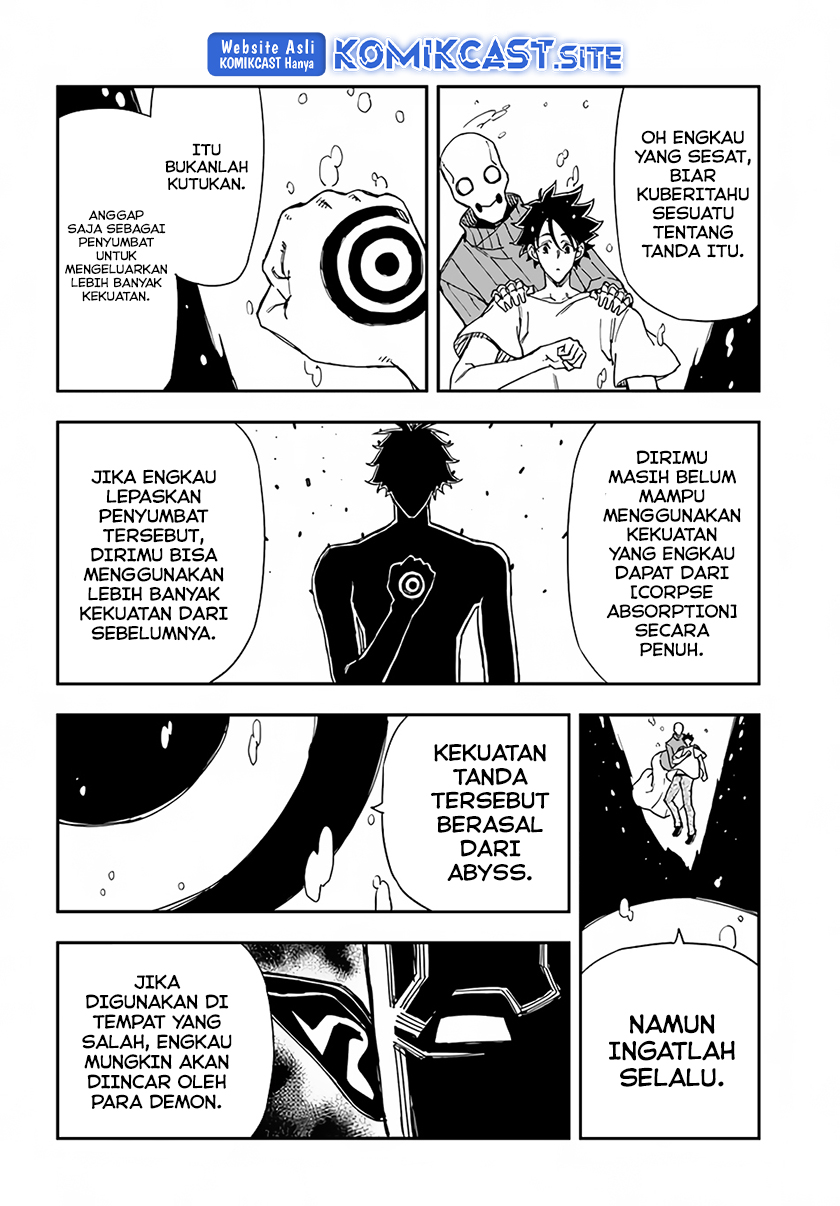 Website Asli
KOMIKCAST Hanya
KOMIKCAST.SITE
OH ENGKAU
YANG SESAT,
BIAR
KUBERITAHU
SESUATU
TENTANG
TANDA ITU.
ITU
BUKANLAH
KUTUKAN.
ANGGAP
SAJA SEBAGAI
PENYUMBAT
UNTUK
MENGELUARKAN
LEBIH BANYAK
KEKUATAN.
DIRIMU
MASIH BELUM
MAMPU
MENGGUNAKAN
KEKUATAN
YANG ENGKAU
DAPAT DARI
[CORPSE
ABSORPTION]
SECARA
PENUH.
JIKA ENGKAU
LEPASKAN
PENYUMBAT
TERSEBUT,
DIRIMU BISA
MENGGUNAKAN
LEBIH BANYAK
KEKUATAN DARI
SEBELUMNYA.
NAMUN
INGATLAH
SELALU.
KEKUATAN
TANDA
TERSEBUT
BERASAL
DARI
ABYSS.
JIKA
DIGUNAKAN DI
TEMPAT YANG
SALAH, ENGKAU
MUNGKIN AKAN
DIINCAR OLEH
PARA DEMON.